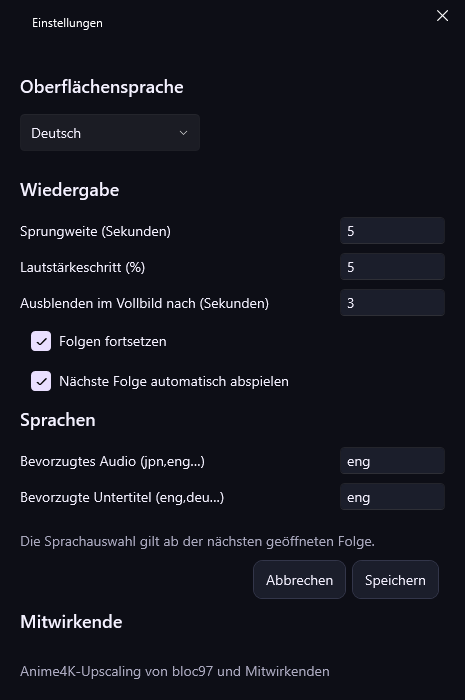 Einstellungen
Oberflächensprache
Deutsch
Wiedergabe
Sprungweite (Sekunden) 5
Lautstärkeschritt (%) 5
Ausblenden im Vollbild nach (Sekunden) 3
Folgen fortsetzen
Nächste Folge automatisch abspielen
Sprachen
Bevorzugtes Audio (jpn,eng...) eng
Bevorzugte Untertitel (eng,deu...) eng
Die Sprachauswahl gilt ab der nächsten geöffneten Folge.
Abbrechen Speichern
Mitwirkende
Anime4K-Upscaling von bloc97 und Mitwirkenden